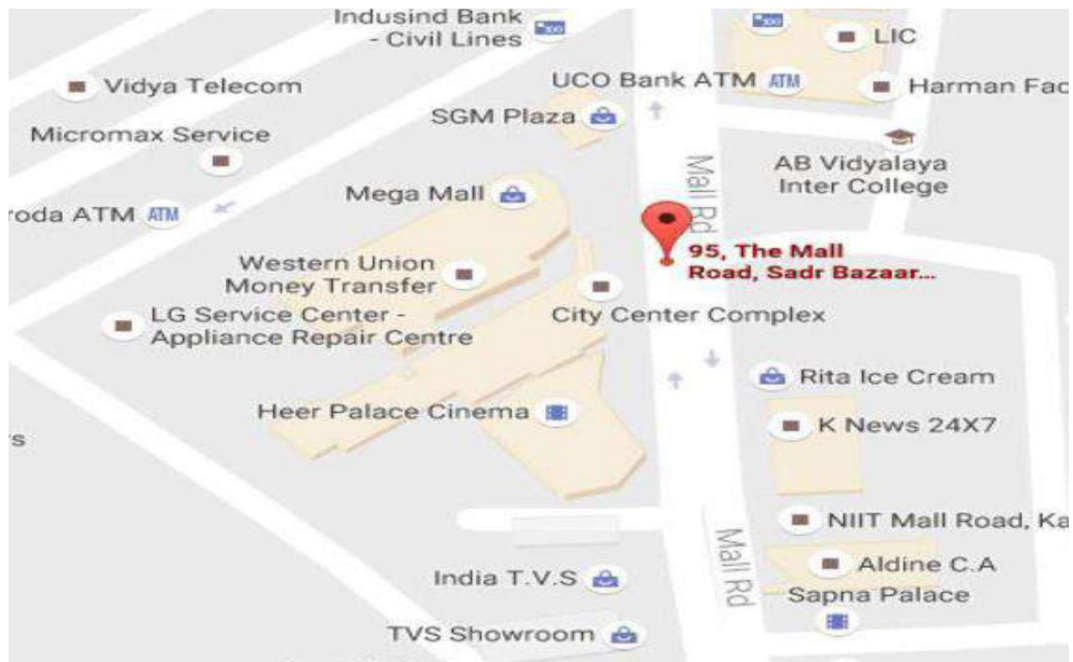 Indusind Bank
- Civil Lines
LIC
Vidya Telecom
UCO Bank ATM
ATM
Harman Fac
SGM Plaza
Micromax Service
AB Vidyalaya
Inter College
Mall Rd
Mega Mall
roda ATM
ATM
95, The Mall
Road, Sadr Bazaar...
Western Union
Money Transfer
City Center Complex
LG Service Center -
Appliance Repair Centre
Rita Ice Cream
Heer Palace Cinema
K News 24X7
rs
NIIT Mall Road, Ka
Mall Rd
Aldine C.A
India T.V.S
Sapna Palace
TVS Showroom